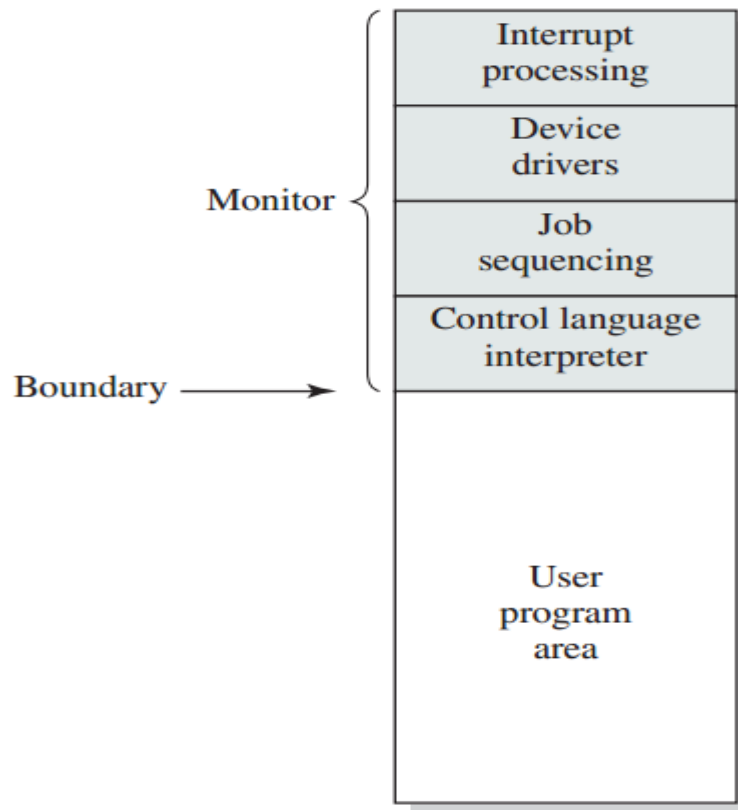 Interrupt
processing
Device
drivers
Monitor
Job
sequencing
Control language
interpreter
Boundary
User
program
area